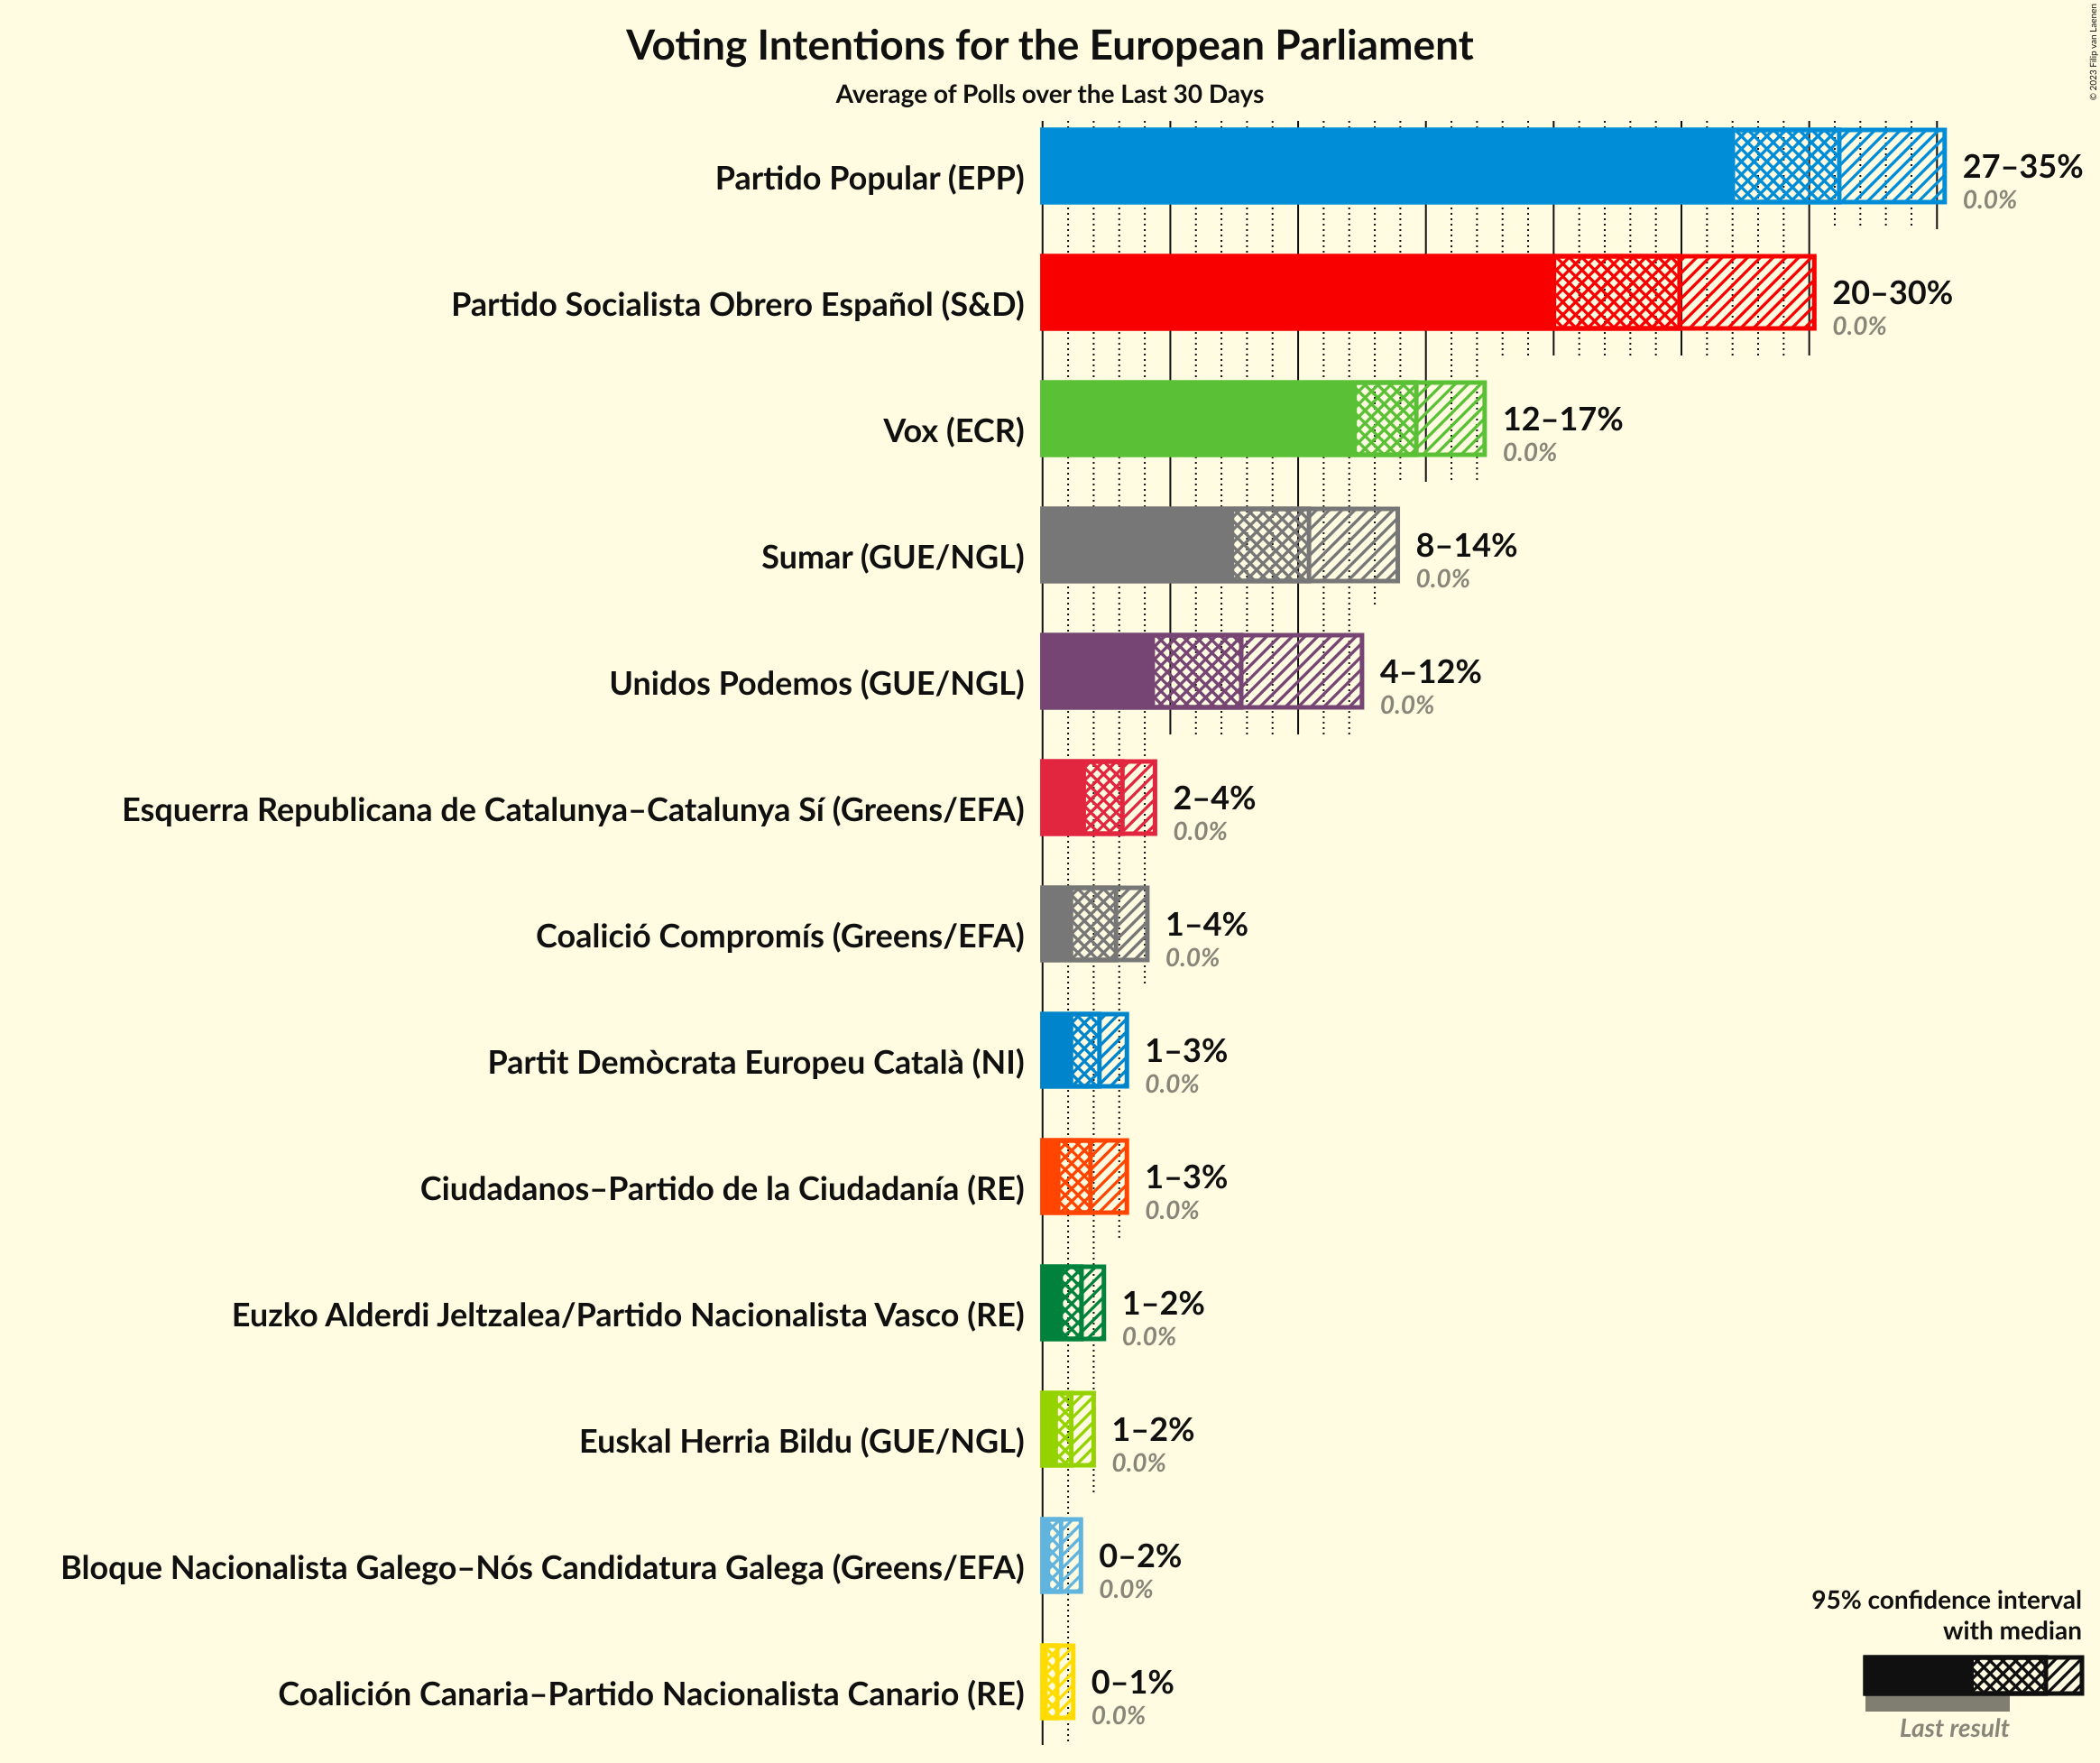 Voting Intentions for the European Parliament
Average of Polls over the Last 30 Days
© 2023 Filip van Laenen
Partido Popular (EPP)
27–35%
0.0%
Partido Socialista Obrero Español (S&D)
20–30%
0.0%
Vox (ECR)
12–17%
0.0%
Sumar (GUE/NGL)
8–14%
0.0%
Unidos Podemos (GUE/NGL)
4–12%
0.0%
Esquerra Republicana de Catalunya–Catalunya Sí (Greens/EFA)
2–4%
0.0%
Coalició Compromís (Greens/EFA)
1–4%
0.0%
Partit Demòcrata Europeu Català (NI)
1–3%
0.0%
Ciudadanos–Partido de la Ciudadanía (RE)
1–3%
0.0%
Euzko Alderdi Jeltzalea/Partido Nacionalista Vasco (RE)
1–2%
0.0%
Euskal Herria Bildu (GUE/NGL)
1–2%
0.0%
Bloque Nacionalista Galego–Nós Candidatura Galega (Greens/EFA)
0–2%
0.0%
Coalición Canaria–Partido Nacionalista Canario (RE)
0–1%
0.0%
95% confidence interval
with median
Last result